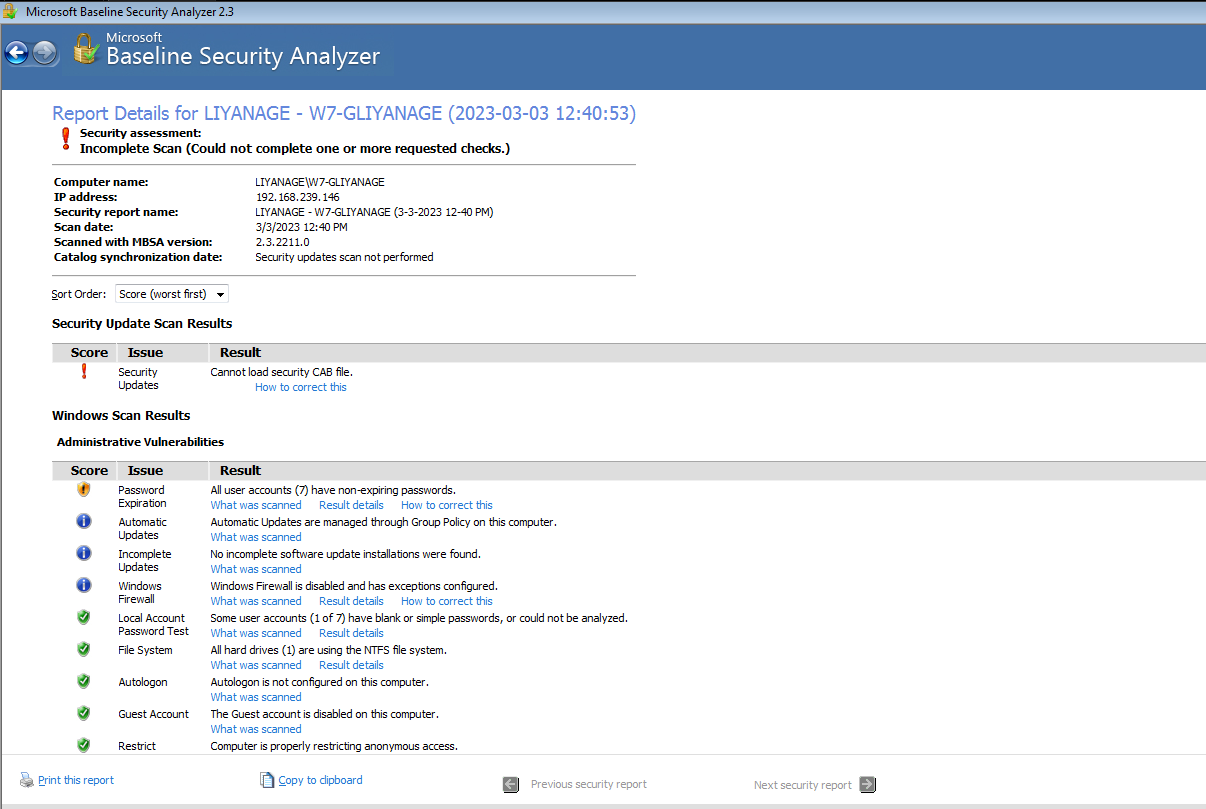 Microsoft Baseline Security Analyzer 2.3
Microsoft
Baseline Security Analyzer
Report Details for LIYANAGE - W7-GLIYANAGE (2023-03-03 12:40:53)
Security assessment:
Incomplete Scan (Could not complete one or more requested checks.)
Computer name: LIYANAGE\W7-GLIYANAGE
IP address: 192.168.239.146
Security report name: LIYANAGE - W7-GLIYANAGE (3-3-2023 12-40 PM)
Scan date: 3/3/2023 12:40 PM
Scanned with MBSA version: 2.3.2211.0
Catalog synchronization date: Security updates scan not performed
Sort Order: Score (worst first)
Security Update Scan Results
Score Issue Result
Security Cannot load security CAB file.
Updates How to correct this
Windows Scan Results
Administrative Vulnerabilities
Score Issue Result
Password All user accounts (7) have non-expiring passwords.
Expiration What was scanned Result details How to correct this
Automatic Automatic Updates are managed through Group Policy on this computer.
Updates What was scanned
Incomplete No incomplete software update installations were found.
Updates What was scanned
Windows Windows Firewall is disabled and has exceptions configured.
Firewall What was scanned Result details How to correct this
Local Account Some user accounts (1 of 7) have blank or simple passwords, or could not be analyzed.
Password Test What was scanned Result details
File System All hard drives (1) are using the NTFS file system.
What was scanned Result details
Autologon Autologon is not configured on this computer.
What was scanned
Guest Account The Guest account is disabled on this computer.
What was scanned
Restrict Computer is properly restricting anonymous access.
Print this report Copy to clipboard Previous security report Next security report